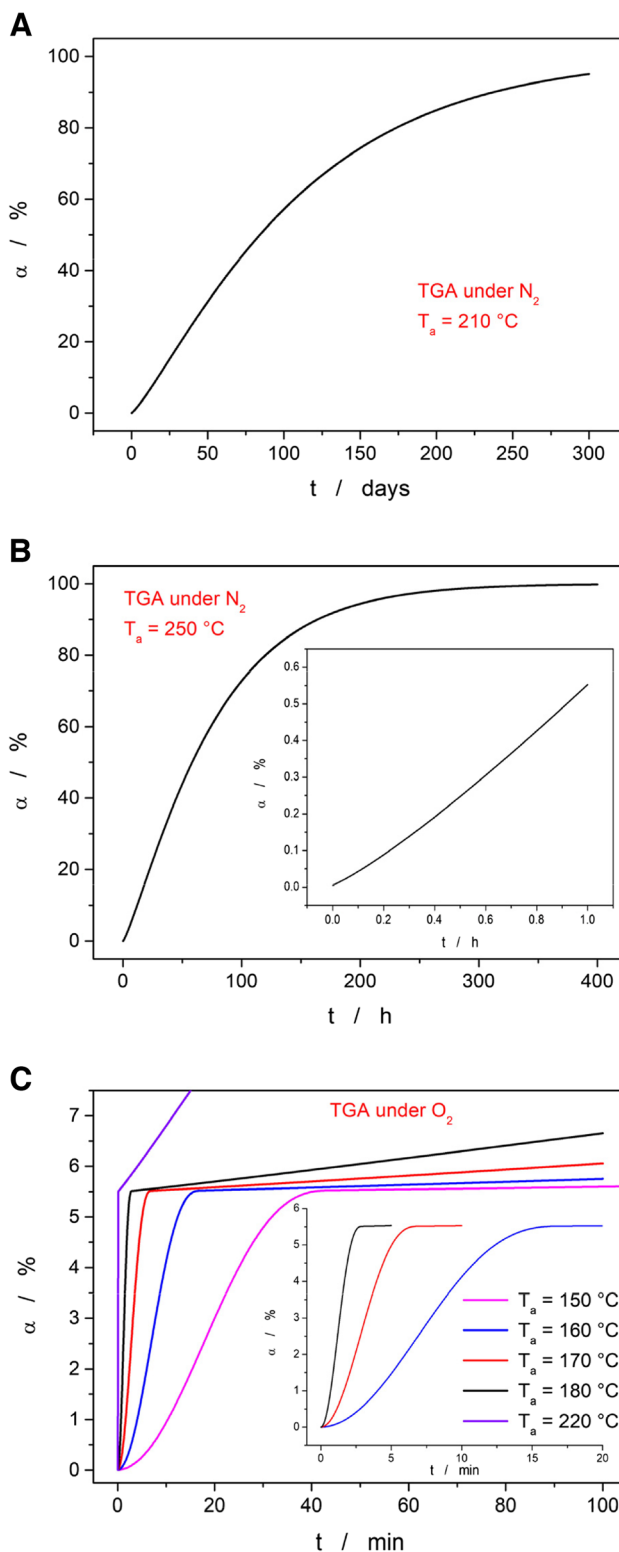 A
100
80
60
40
20
0
α / %
TGA under N₂
Tₐ = 210 °C
0 50 100 150 200 250 300
t / days
B
100
80
60
40
20
0
α / %
TGA under N₂
Tₐ = 250 °C
0.6
0.5
0.4
0.3
0.2
0.1
0.0
α / %
0.0 0.2 0.4 0.6 0.8 1.0
t / h
0 100 200 300 400
t / h
C
7
6
5
4
3
2
1
0
α / %
TGA under O₂
6
5
4
3
2
1
0
α / %
0 5 10 15 20
t / min
Tₐ = 150 °C
Tₐ = 160 °C
Tₐ = 170 °C
Tₐ = 180 °C
Tₐ = 220 °C
0 20 40 60 80 100
t / min